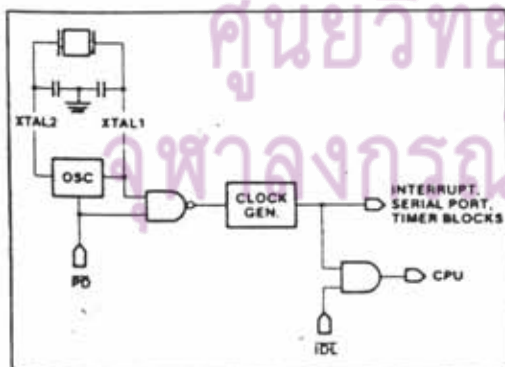 ศูนย์วิทย
จุฬาลงกรณ
XTAL2
XTAL1
OSC
CLOCK
GEN.
INTERRUPT,
SERIAL PORT,
TIMER BLOCKS
CPU
PD
IDL